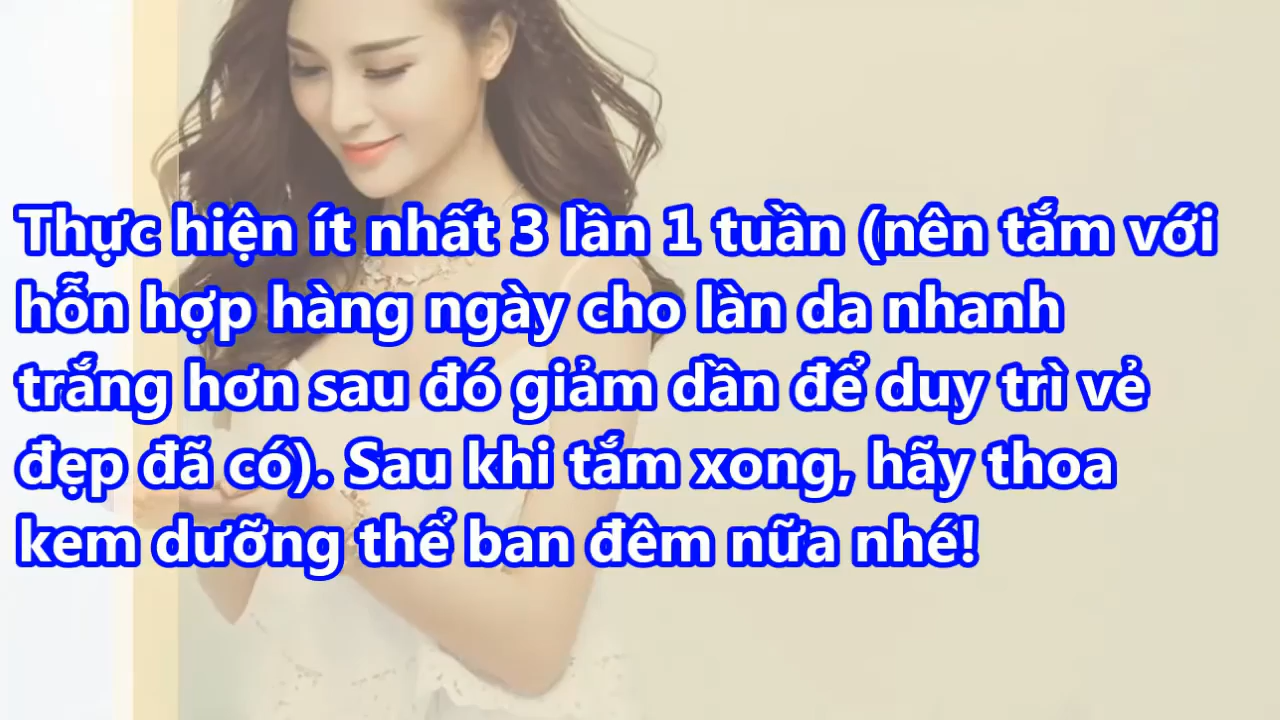 Thực hiện ít nhất 3 lần 1 tuần (nên tắm với
hỗn hợp hàng ngày cho làn da nhanh
trắng hơn sau đó giảm dần để duy trì vẻ
đẹp đã có). Sau khi tắm xong, hãy thoa
kem dưỡng thể ban đêm nữa nhé!